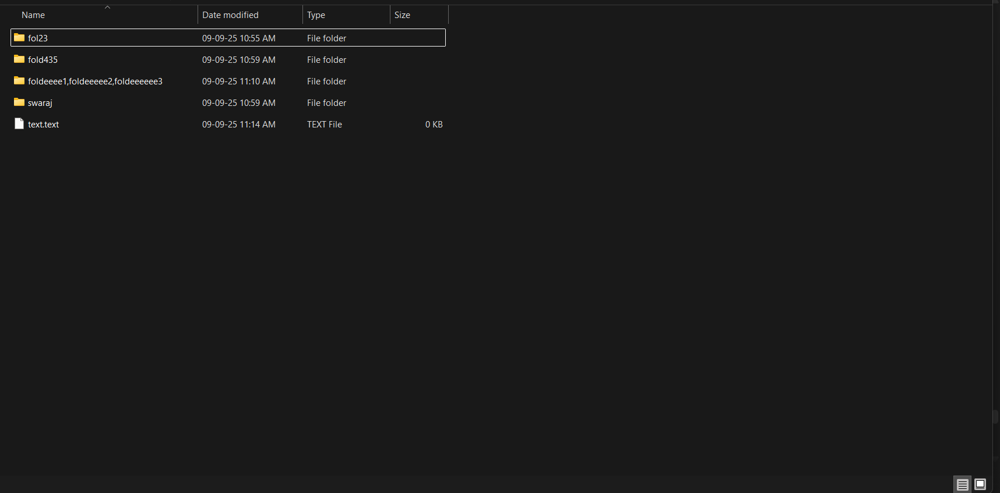 Name Date modified Type Size
fol23 09-09-25 10:55 AM File folder
fold435 09-09-25 10:59 AM File folder
foldeeee1,foldeeeee2,foldeeeeee3 09-09-25 11:10 AM File folder
swaraj 09-09-25 10:59 AM File folder
text.text 09-09-25 11:14 AM TEXT File 0 KB